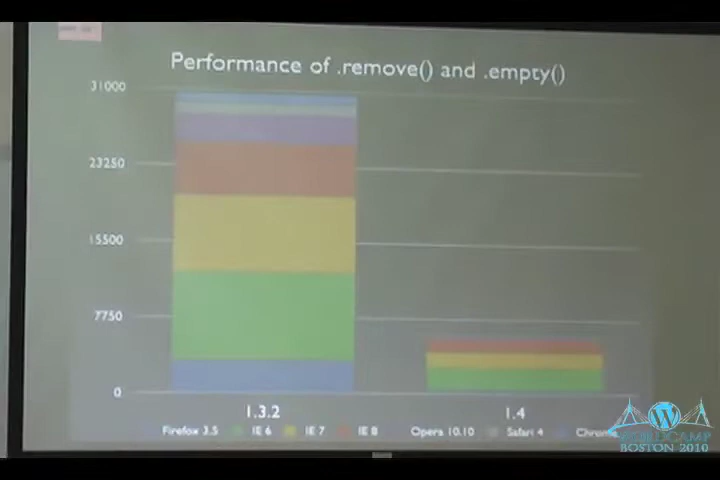 Performance of .remove() and .empty()
31000
23250
15500
7750
0
1.3.2 1.4
Firefox 3.5 IE 6 IE 7 IE 8 Opera 10.10 Safari 4 Chrome
WORDCAMP
BOSTON 2010